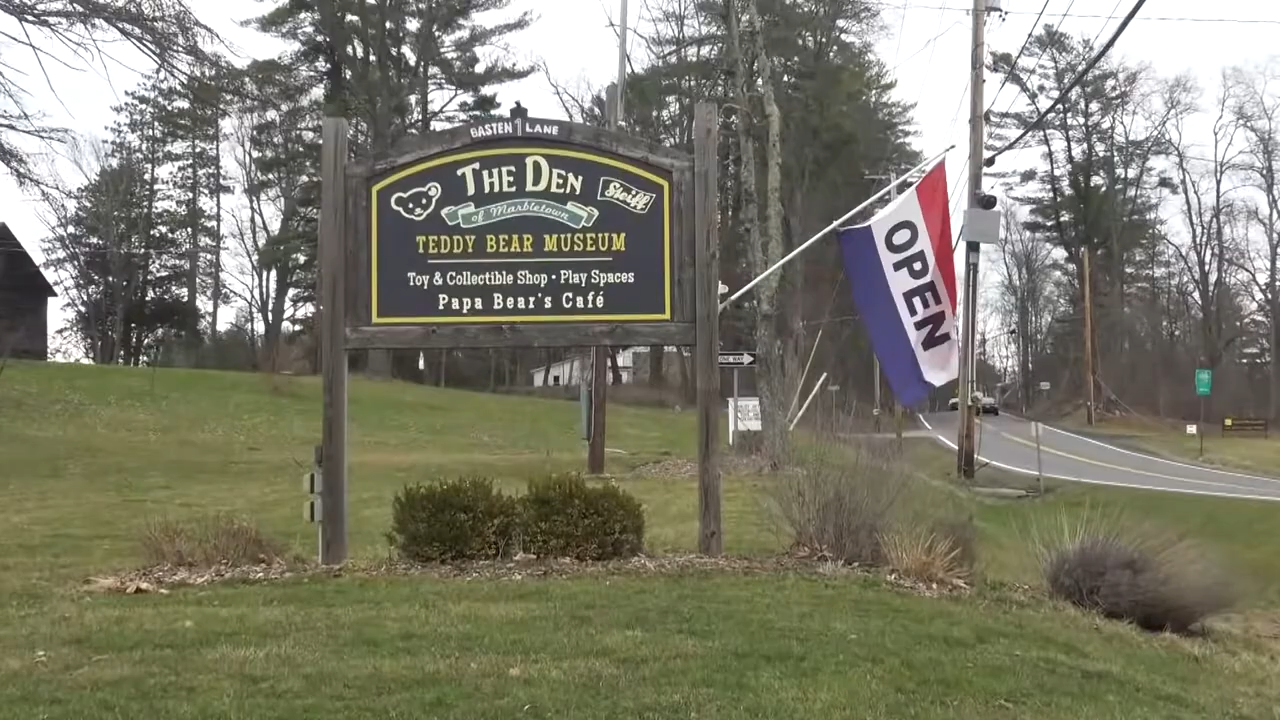 BASTEN LANE
THE DEN
Steiff
of Marbletown
TEDDY BEAR MUSEUM
Toy & Collectible Shop • Play Spaces
Papa Bear's Café
OPEN
ONE WAY